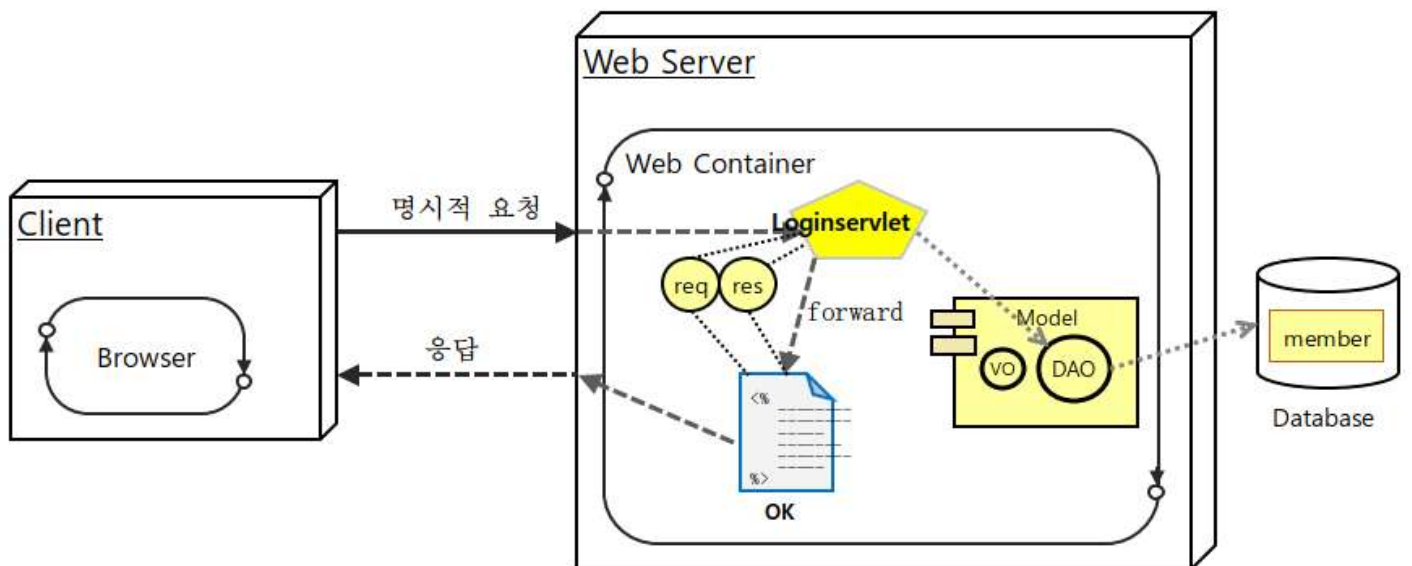 Web Server
Web Container
Client
명시적 요청
Loginservlet
req
res
forward
Model
VO
DAO
member
Browser
응답
<%
%>
OK
Database